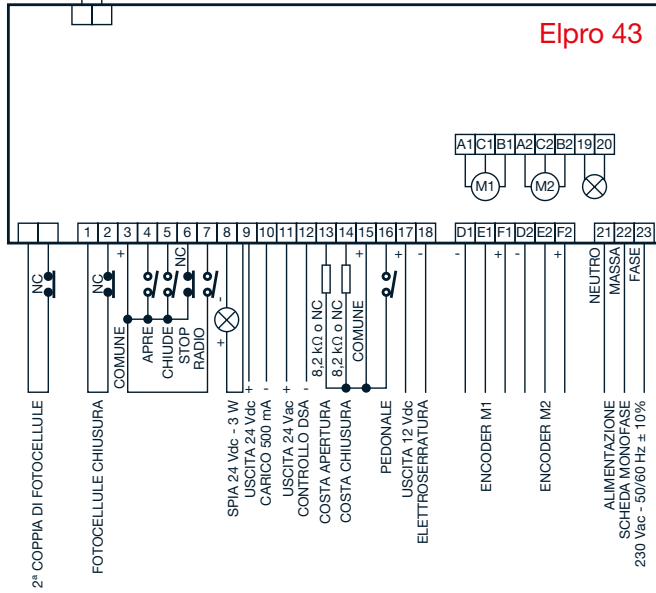 Elpro 43
A1 C1 B1 A2 C2 B2 19 20
M1 M2
1 2 3 4 5 6 7 8 9 10 11 12 13 14 15 16 17 18 D1 E1 F1 D2 E2 F2 21 22 23
NC
2ª COPPIA DI FOTOCELLULE
NC
FOTOCELLULE CHIUSURA
+
COMUNE
APRE
CHIUDE
NC
STOP
RADIO
-
+
SPIA 24 Vdc - 3 W
+
USCITA 24 Vdc
-
CARICO 500 mA
+
USCITA 24 Vac
-
CONTROLLO DSA
8,2 kΩ o NC
COSTA APERTURA
8,2 kΩ o NC
COSTA CHIUSURA
+
COMUNE
PEDONALE
+
USCITA 12 Vdc
-
ELETTROSERRATURA
-
+
ENCODER M1
-
+
ENCODER M2
NEUTRO
MASSA
FASE
ALIMENTAZIONE
SCHEDA MONOFASE
230 Vac - 50/60 Hz ± 10%